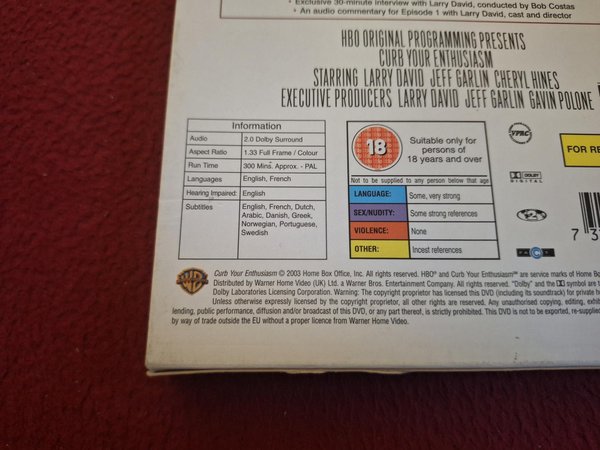 Exclusive 30-minute interview with Larry David, conducted by Bob Costas
An audio commentary for Episode 1 with Larry David, cast and director
HBO ORIGINAL PROGRAMMING PRESENTS
CURB YOUR ENTHUSIASM
STARRING LARRY DAVID JEFF GARLIN CHERYL HINES
EXECUTIVE PRODUCERS LARRY DAVID JEFF GARLIN GAVIN POLONE
Information
Audio 2.0 Dolby Surround
Aspect Ratio 1.33 Full Frame / Colour
Run Time 300 Mins. Approx. - PAL
Languages English, French
Hearing Impaired: English
Subtitles English, French, Dutch,
Arabic, Danish, Greek,
Norwegian, Portuguese,
Swedish
18
Suitable only for
persons of
18 years and over
Not to be supplied to any person below that age
LANGUAGE: Some, very strong
SEX/NUDITY: Some strong references
VIOLENCE: None
OTHER: Incest references
VPRC
DOLBY
DIGITAL
2
FOR RE
7 3
WB
Curb Your Enthusiasm © 2003 Home Box Office, Inc. All rights reserved. HBO® and Curb Your Enthusiasm℠ are service marks of Home Box
Distributed by Warner Home Video (UK) Ltd. a Warner Bros. Entertainment Company. All rights reserved. "Dolby" and the DD symbol are t
Dolby Laboratories Licensing Corporation. Warning: The copyright proprietor has licensed this DVD (including its soundtrack) for private h
Unless otherwise expressly licensed by the copyright proprietor, all other rights are reserved. Any unauthorised copying, editing, exhib
lending, public performance, diffusion and/or broadcast of this DVD, or any part thereof, is strictly prohibited. This DVD is not to be exported, re-supplied
by way of trade outside the EU without a proper licence from Warner Home Video.